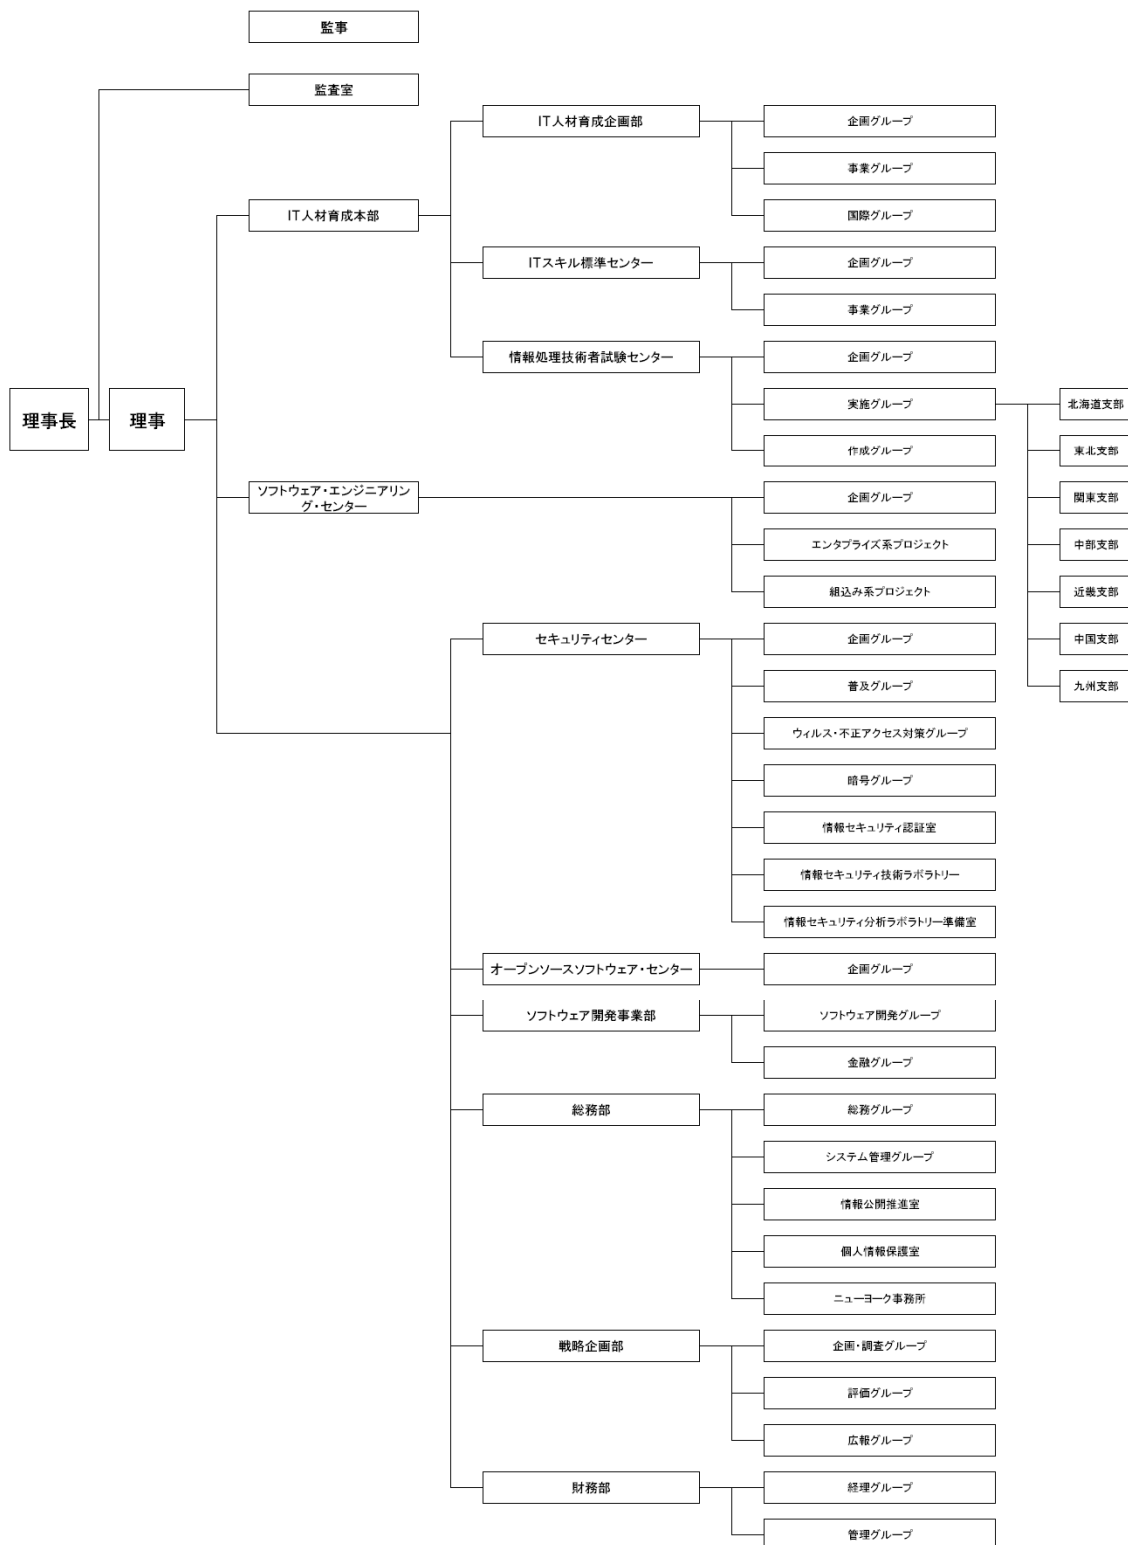 監事
監査室
IT人材育成企画部
企画グループ
事業グループ
IT人材育成本部
国際グループ
ITスキル標準センター
企画グループ
事業グループ
情報処理技術者試験センター
企画グループ
理事長
理事
実施グループ
北海道支部
作成グループ
東北支部
ソフトウェア・エンジニアリン
グ・センター
企画グループ
関東支部
エンタプライズ系プロジェクト
中部支部
組込み系プロジェクト
近畿支部
セキュリティセンター
企画グループ
中国支部
普及グループ
九州支部
ウィルス・不正アクセス対策グループ
暗号グループ
情報セキュリティ認証室
情報セキュリティ技術ラボラトリー
情報セキュリティ分析ラボラトリー準備室
オープンソースソフトウェア・センター
企画グループ
ソフトウェア開発事業部
ソフトウェア開発グループ
金融グループ
総務部
総務グループ
システム管理グループ
情報公開推進室
個人情報保護室
ニューヨーク事務所
戦略企画部
企画・調査グループ
評価グループ
広報グループ
財務部
経理グループ
管理グループ